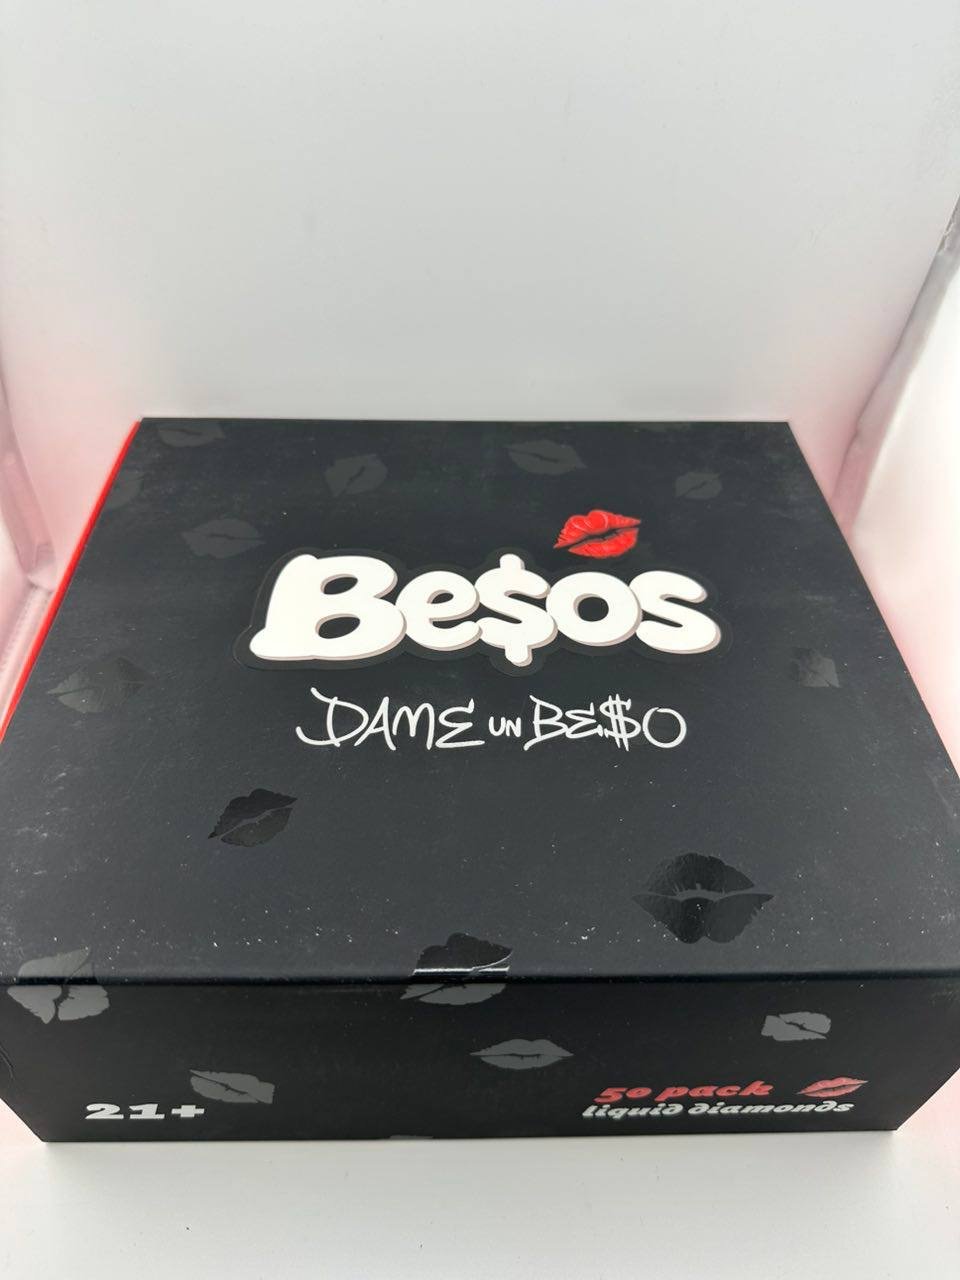 Be$os
DAME UN BE$O
21+
50 pack
liquid diamonds